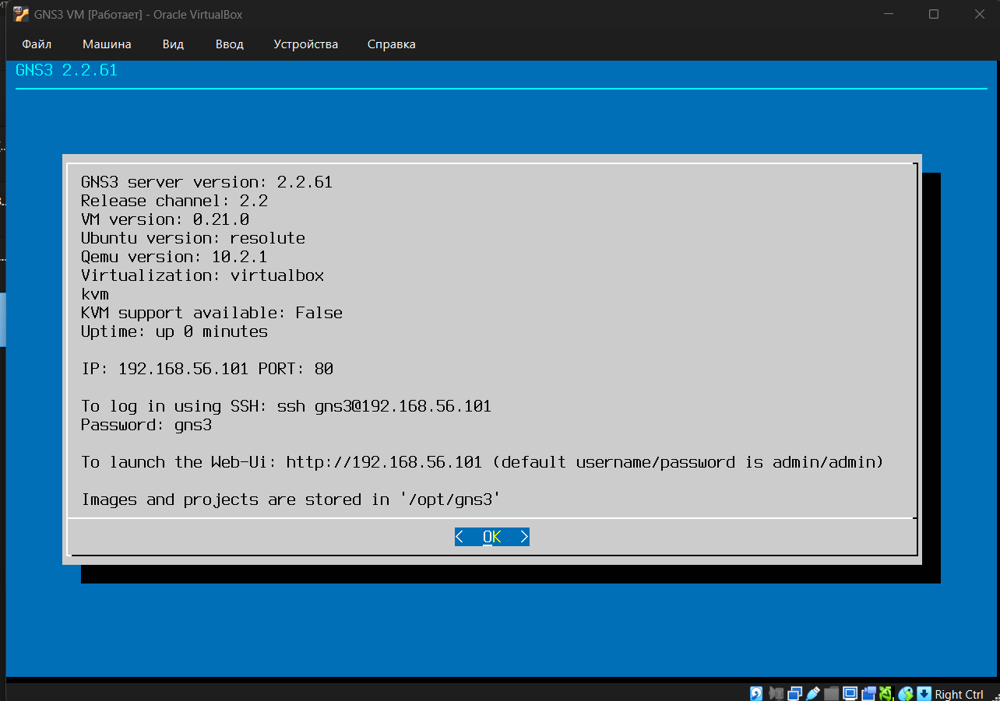 GNS3 VM [Работает] - Oracle VirtualBox
Файл Машина Вид Ввод Устройства Справка
GNS3 2.2.61
GNS3 server version: 2.2.61
Release channel: 2.2
VM version: 0.21.0
Ubuntu version: resolute
Qemu version: 10.2.1
Virtualization: virtualbox
kvm
KVM support available: False
Uptime: up 0 minutes
IP: 192.168.56.101 PORT: 80
To log in using SSH: ssh gns3@192.168.56.101
Password: gns3
To launch the Web-Ui: http://192.168.56.101 (default username/password is admin/admin)
Images and projects are stored in '/opt/gns3'
< OK >
Right Ctrl